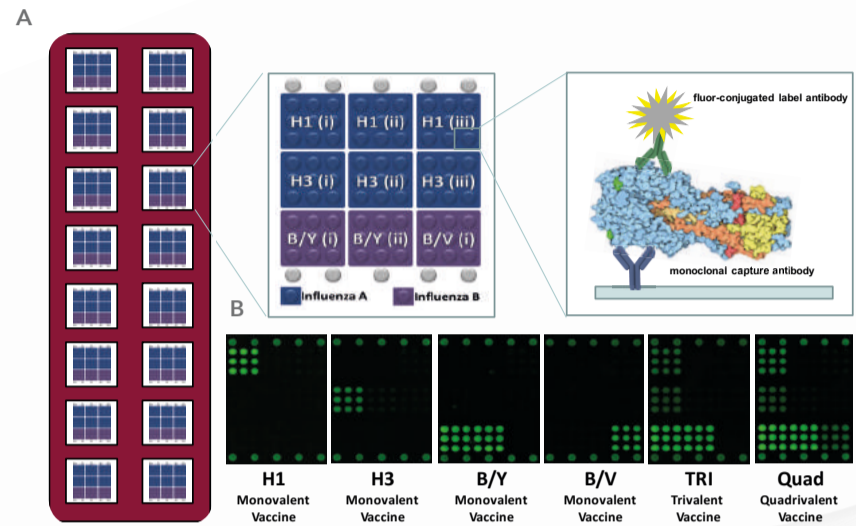 A
H1 (i) H1 (ii) H1 (iii)
H3 (i) H3 (ii) H3 (iii)
B/Y (i) B/Y (ii) B/V (i)
Influenza A Influenza B
fluor-conjugated label antibody
monoclonal capture antibody
B
H1 H3 B/Y B/V TRI Quad
Monovalent Monovalent Monovalent Monovalent Trivalent Quadrivalent
Vaccine Vaccine Vaccine Vaccine Vaccine Vaccine